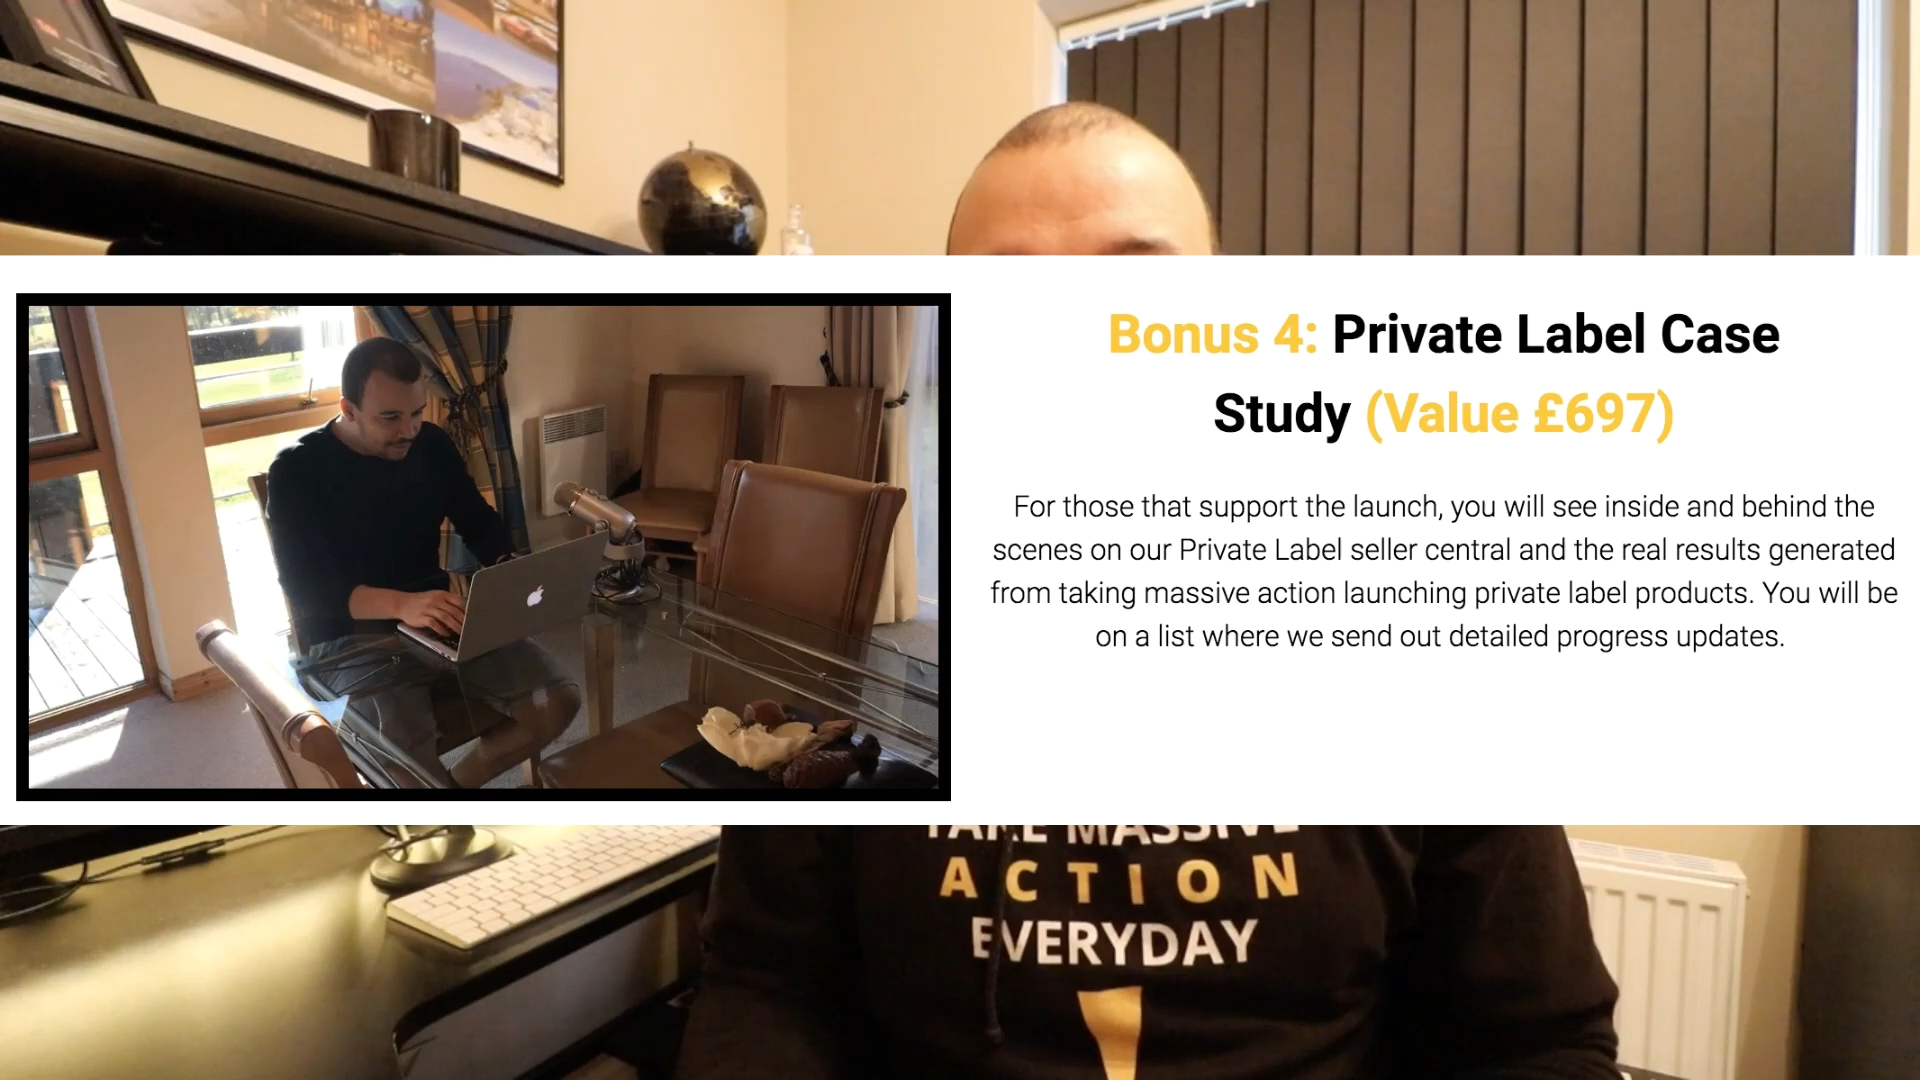 Bonus 4: Private Label Case
Study (Value £697)
For those that support the launch, you will see inside and behind the
scenes on our Private Label seller central and the real results generated
from taking massive action launching private label products. You will be
on a list where we send out detailed progress updates.
TAKE MASSIVE
ACTION
EVERYDAY